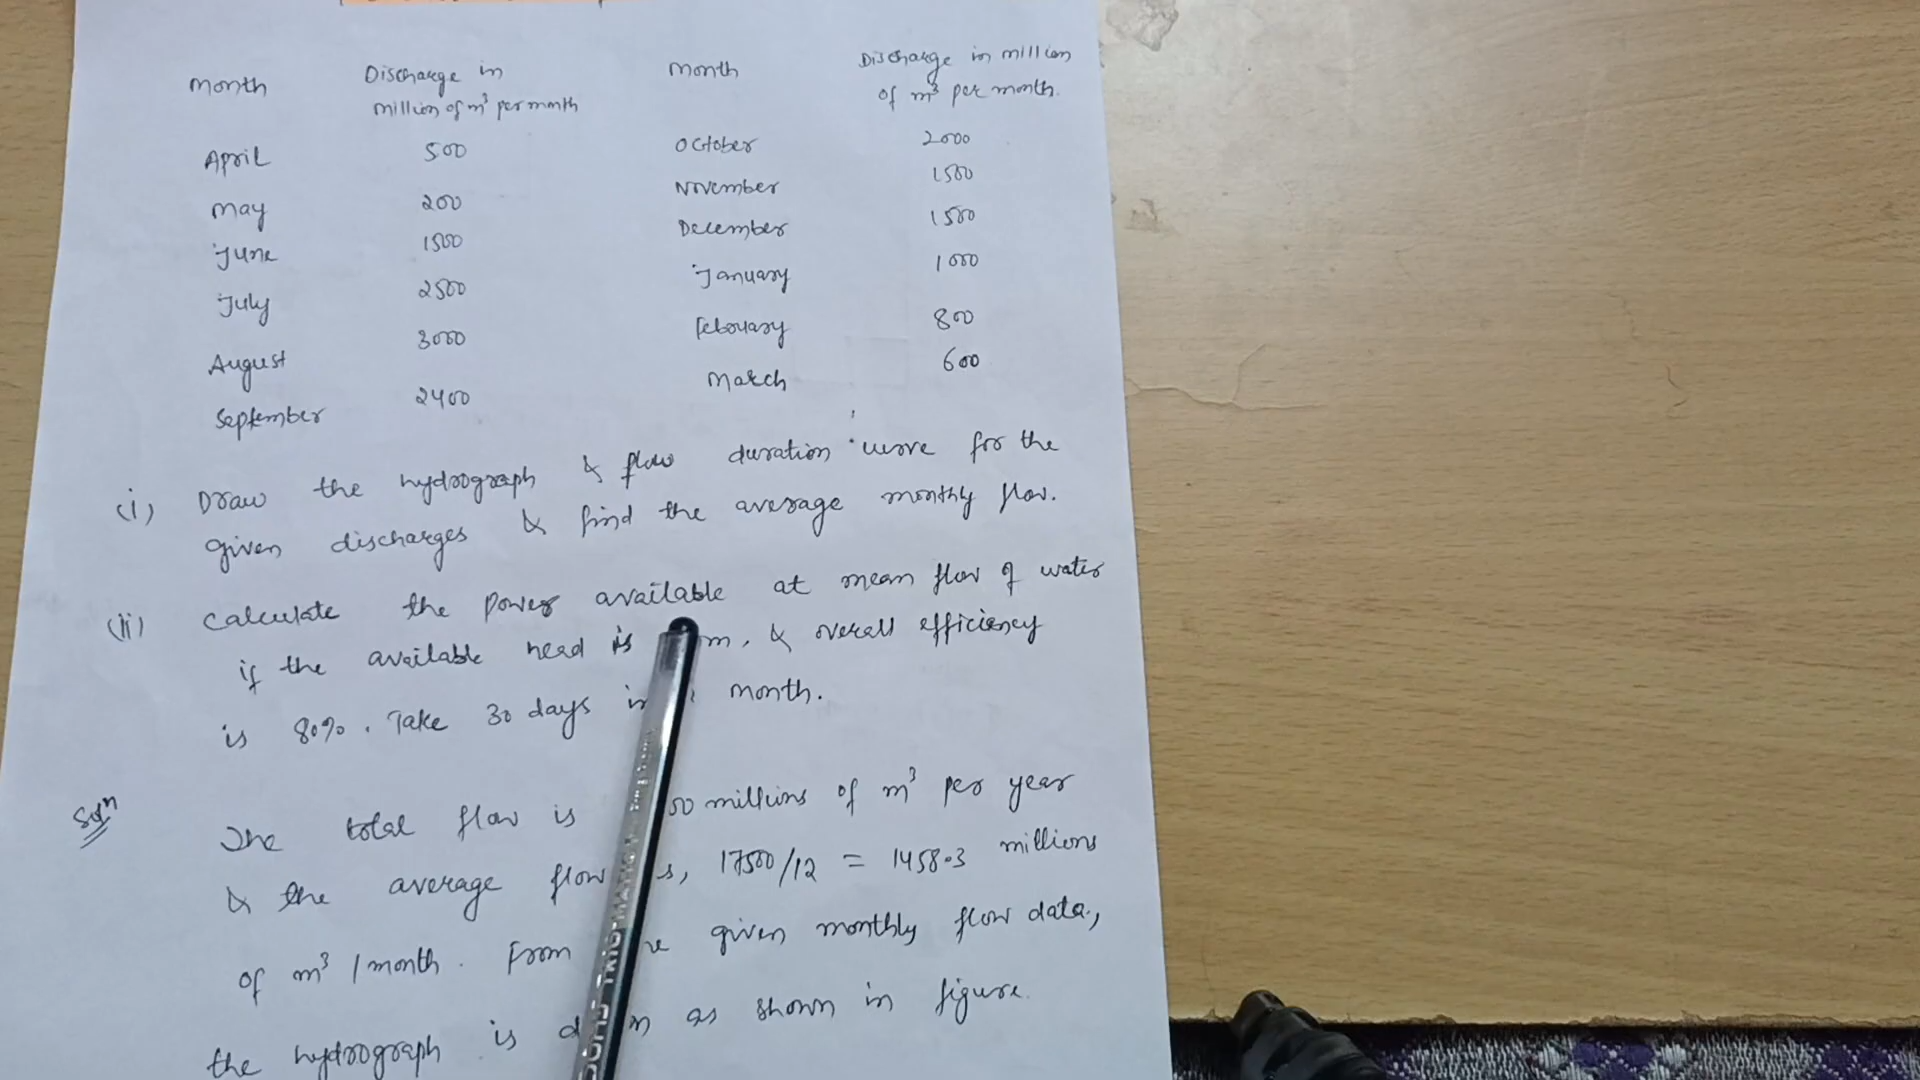 Month Discharge in million of m³ per month Month Discharge in million of m³ per month.
April 500 October 2000
May 200 November 1500
June 1500 December 1500
July 2500 January 1000
August 3000 February 800
September 2400 March 600
(i) Draw the hydrograph & flow duration curve for the
given discharges & find the average monthly flow.
(ii) Calculate the power available at mean flow of water
if the available head is m, & overall efficiency
is 80%. Take 30 days in month.
Solⁿ The total flow is millions of m³ per year
& the average flow 17500/12 = 1458.3 millions
of m³ / month. From given monthly flow data,
the hydrograph is as shown in figure.